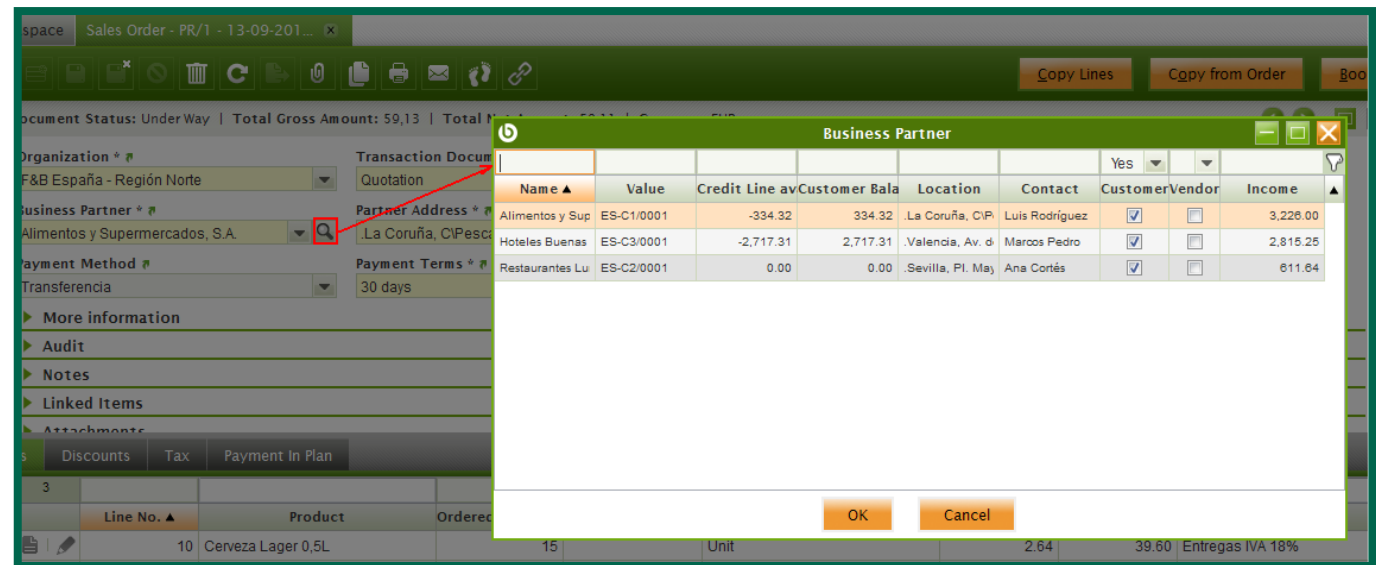 space Sales Order - PR/1 - 13-09-201...
Copy Lines Copy from Order Boo
ocument Status: Under Way | Total Gross Amount: 59,13 | Total
Business Partner
Organization * Transaction Docum
Yes
F&B España - Región Norte Quotation
Name Value Credit Line av Customer Bala Location Contact Customer Vendor Income
Business Partner * Partner Address *
Alimentos y Sup ES-C1/0001 -334.32 334.32 .La Coruña, C\P Luis Rodríguez 3,226.00
Alimentos y Supermercados, S.A. .La Coruña, C\Pesca
Hoteles Buenas ES-C3/0001 -2,717.31 2,717.31 .Valencia, Av. d Marcos Pedro 2,815.25
Payment Method Payment Terms *
Restaurantes Lu ES-C2/0001 0.00 0.00 .Sevilla, Pl. May Ana Cortés 611.64
Transferencia 30 days
More information
Audit
Notes
Linked Items
Attachments
s Discounts Tax Payment In Plan
3
OK Cancel
Line No. Product Ordered
10 Cerveza Lager 0,5L 15 Unit 2.64 39.60 Entregas IVA 18%